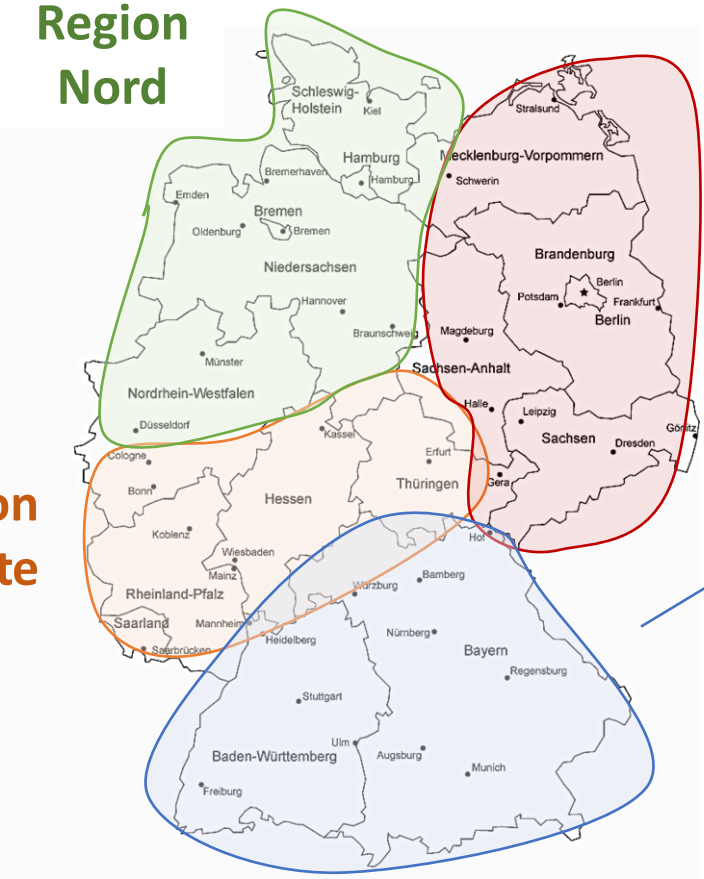 Region
Nord
Schleswig-
Holstein
Kiel
Stralsund
Mecklenburg-Vorpommern
Hamburg
Hamburg
Schwerin
Bremerhaven
Emden
Bremen
Oldenburg
Bremen
Niedersachsen
Brandenburg
Berlin
Potsdam
Frankfurt
Berlin
Hannover
Braunschweig
Magdeburg
Münster
Sachsen-Anhalt
Nordrhein-Westfalen
Halle
Leipzig
Düsseldorf
Kassel
Sachsen
Görlitz
Dresden
Cologne
Erfurt
Bonn
Hessen
Thüringen
Gera
on
te
Koblenz
Hof
Wiesbaden
Mainz
Würzburg
Bamberg
Rheinland-Pfalz
Saarland
Mannheim
Heidelberg
Nürnberg
Saarbrücken
Bayern
Regensburg
Stuttgart
Ulm
Augsburg
Baden-Württemberg
Munich
Freiburg